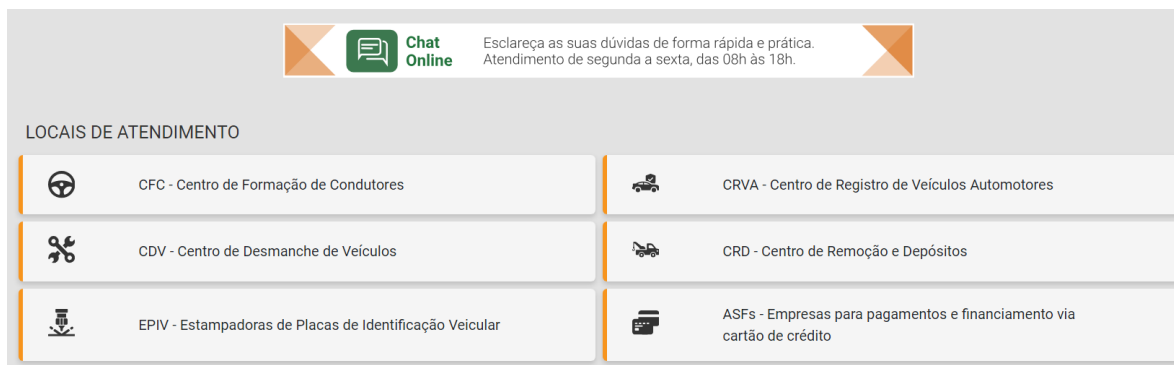 Chat
Online
Esclareça as suas dúvidas de forma rápida e prática.
Atendimento de segunda a sexta, das 08h às 18h.
LOCAIS DE ATENDIMENTO
CFC - Centro de Formação de Condutores
CRVA - Centro de Registro de Veículos Automotores
CDV - Centro de Desmanche de Veículos
CRD - Centro de Remoção e Depósitos
EPIV - Estampadoras de Placas de Identificação Veicular
ASFs - Empresas para pagamentos e financiamento via
cartão de crédito